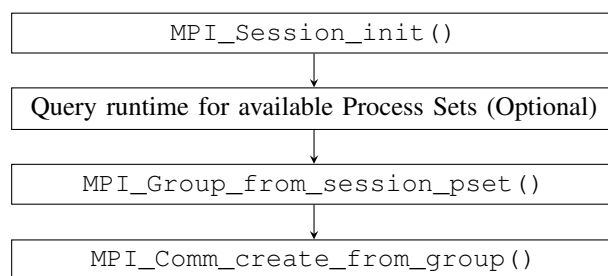 MPI_Session_init()
Query runtime for available Process Sets (Optional)
MPI_Group_from_session_pset()
MPI_Comm_create_from_group()